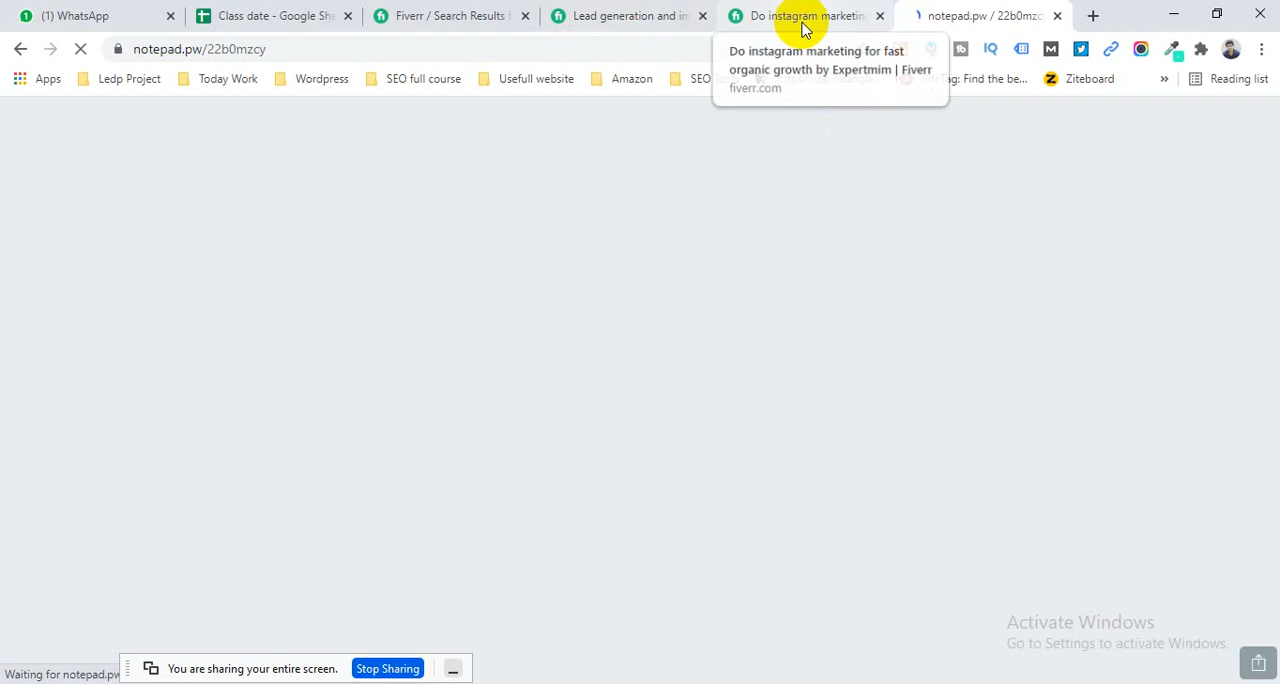 (1) WhatsApp
Class date - Google She
Fiverr / Search Results f
Lead generation and in
Do instagram marketin
notepad.pw / 22b0mzc
notepad.pw/22b0mzcy
Do instagram marketing for fast
organic growth by Expertmim | Fiverr
fiverr.com
Apps
Ledp Project
Today Work
Wordpress
SEO full course
Usefull website
Amazon
SEO
Tag: Find the be...
Ziteboard
»
Reading list
Activate Windows
Go to Settings to activate Windows.
Waiting for notepad.pw
You are sharing your entire screen.
Stop Sharing